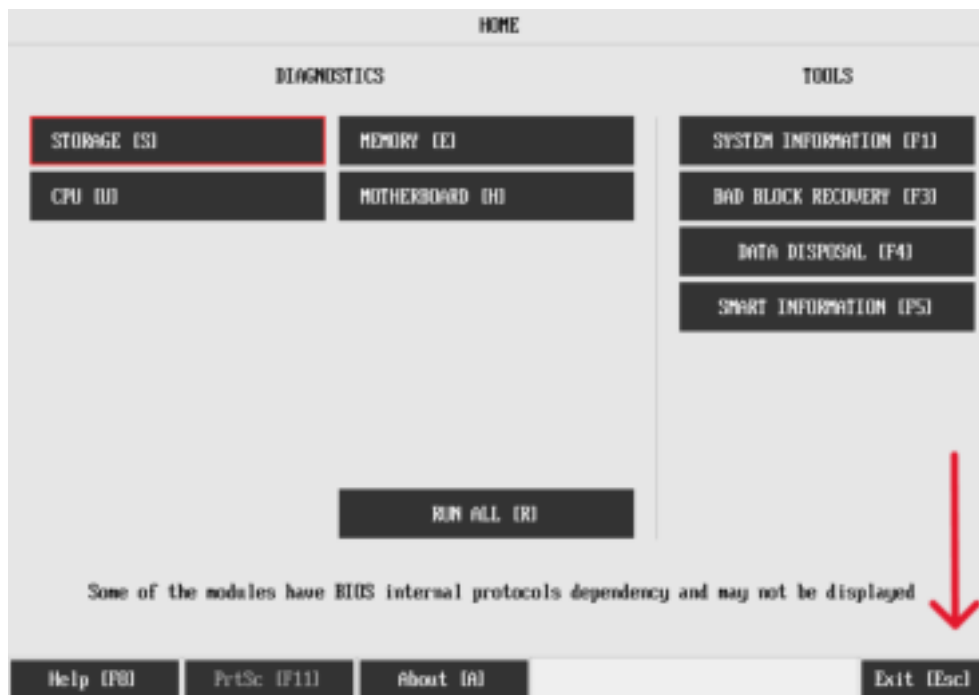 HOME
DIAGNOSTICS
TOOLS
STORAGE [S]
MEMORY [E]
SYSTEM INFORMATION [F1]
CPU [U]
MOTHERBOARD [H]
BAD BLOCK RECOVERY [F3]
DATA DISPOSAL [F4]
SMART INFORMATION [F5]
RUN ALL [R]
Some of the modules have BIOS internal protocols dependency and may not be displayed
Help [F8]
PrtSc [F11]
About [A]
Exit [Esc]